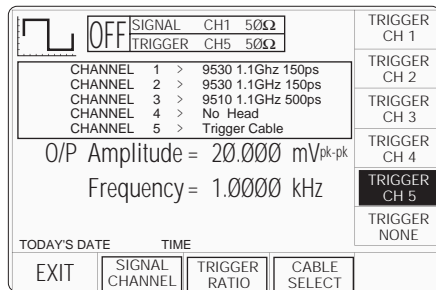 OFF SIGNAL CH1 50Ω
TRIGGER CH5 50Ω
CHANNEL 1 > 9530 1.1Ghz 150ps
CHANNEL 2 > 9530 1.1Ghz 150ps
CHANNEL 3 > 9510 1.1Ghz 500ps
CHANNEL 4 > No Head
CHANNEL 5 > Trigger Cable
O/P Amplitude = 20.000 mVpk-pk
Frequency = 1.0000 kHz
TODAY'S DATE TIME
TRIGGER
CH 1
TRIGGER
CH 2
TRIGGER
CH 3
TRIGGER
CH 4
TRIGGER
CH 5
TRIGGER
NONE
EXIT
SIGNAL
CHANNEL
TRIGGER
RATIO
CABLE
SELECT